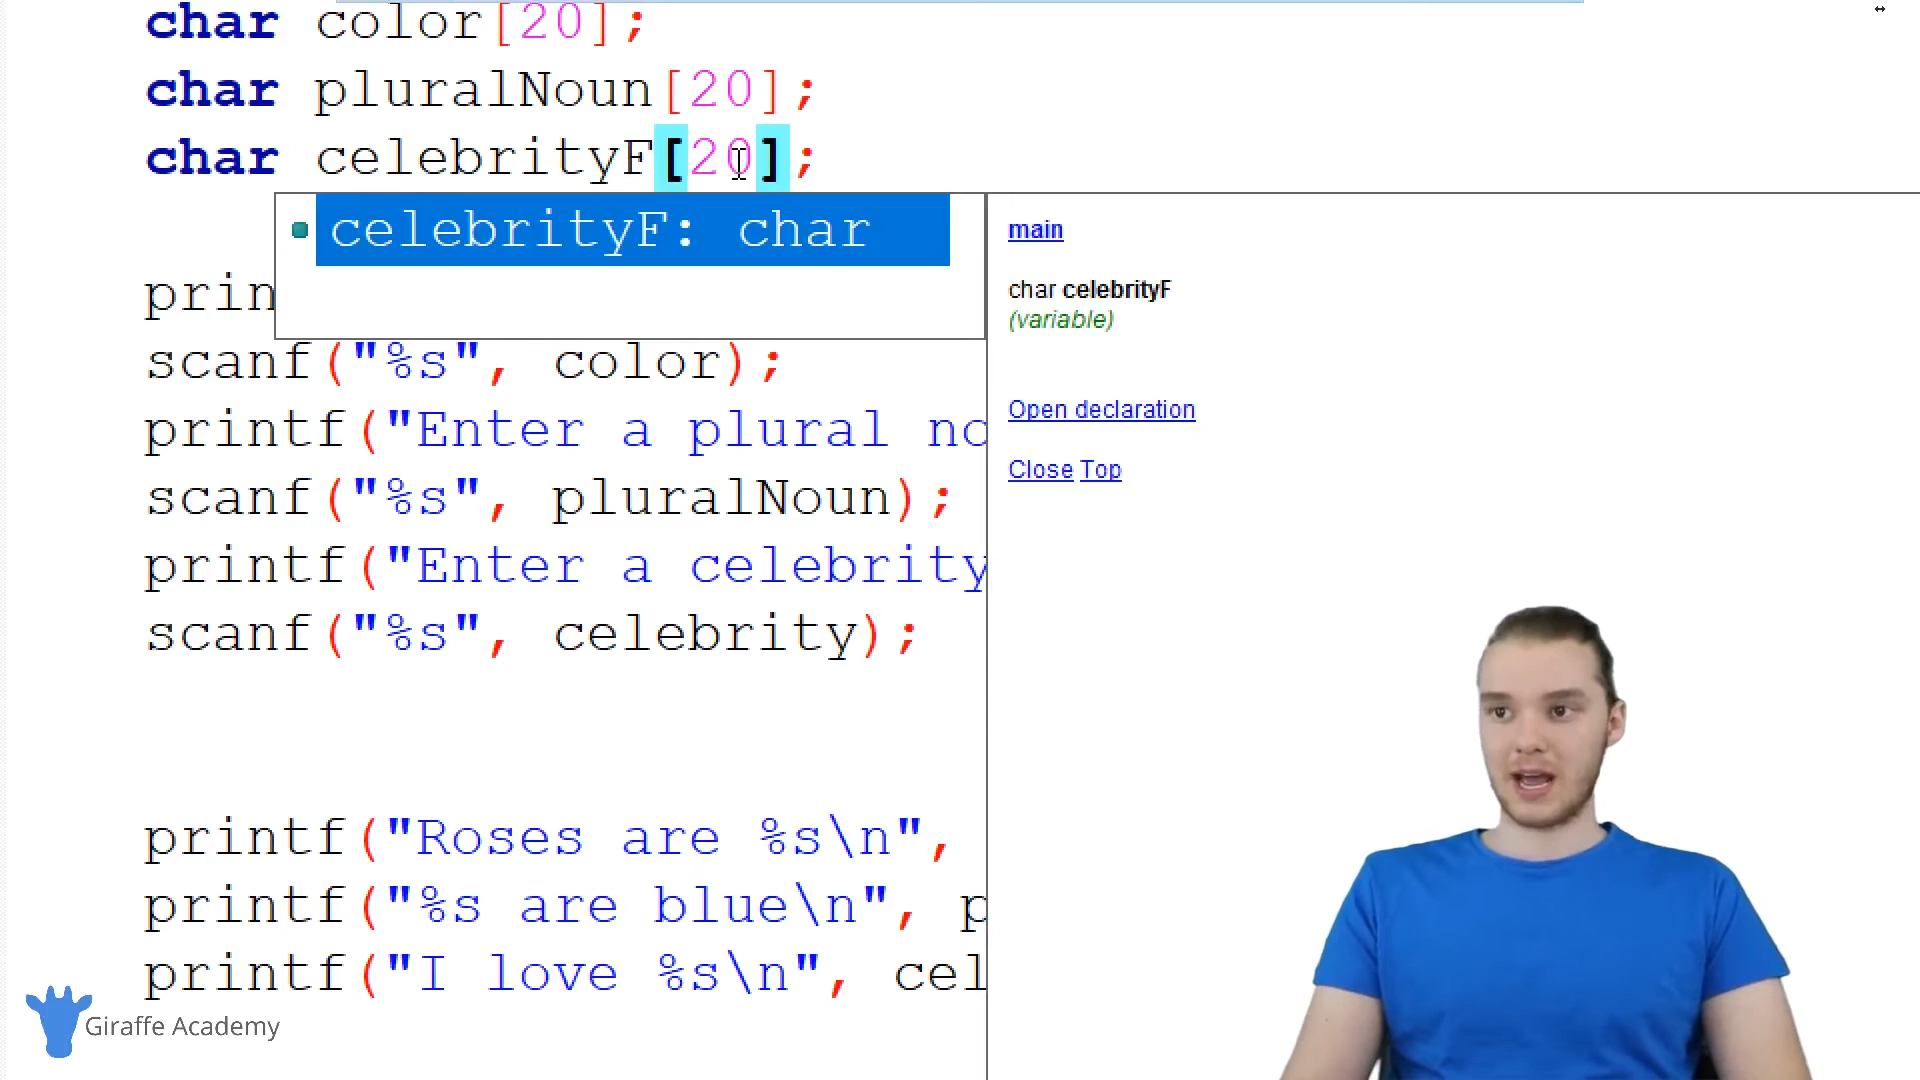 char color[20];
char pluralNoun[20];
char celebrityF[20];
celebrityF: char
prin
scanf("%s", color);
printf("Enter a plural no
scanf("%s", pluralNoun);
printf("Enter a celebrity
scanf("%s", celebrity);
printf("Roses are %s\n",
printf("%s are blue\n", p
printf("I love %s\n", cel
main
char celebrityF
(variable)
Open declaration
Close Top
Giraffe Academy